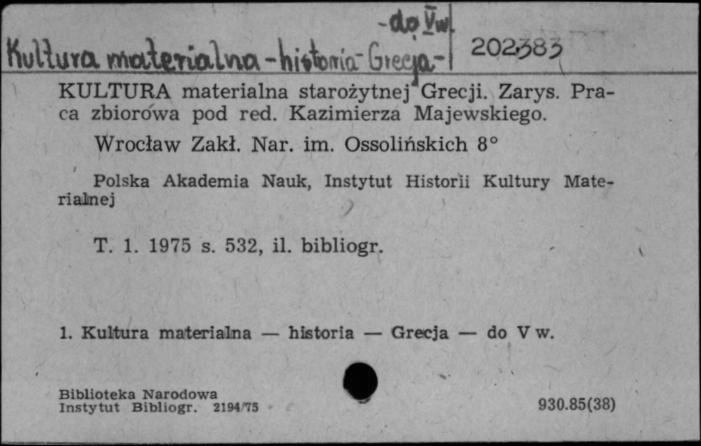 -do V w.
Kultura materialna - historia - Grecja - 202383
KULTURA materialna starożytnej Grecji. Zarys. Pra-
ca zbiorowa pod red. Kazimierza Majewskiego.
Wrocław Zakł. Nar. im. Ossolińskich 8°
Polska Akademia Nauk, Instytut Historii Kultury Mate-
rialnej
T. 1. 1975 s. 532, il. bibliogr.
1. Kultura materialna — historia — Grecja — do V w.
Biblioteka Narodowa
Instytut Bibliogr. 2194/75 930.85(38)